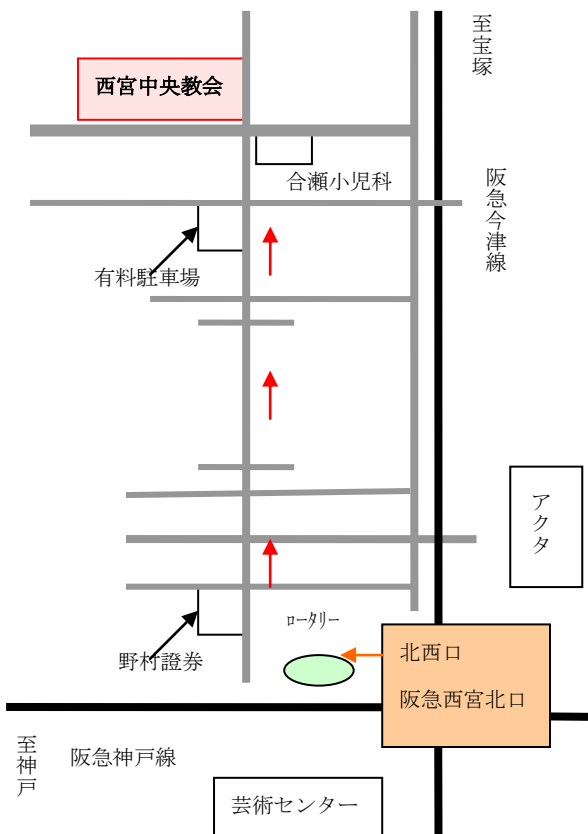 至宝塚
西宮中央教会
合瀬小児科
阪急今津線
有料駐車場
アクタ
ﾛｰﾀﾘｰ
野村證券
北西口
阪急西宮北口
至神戸
阪急神戸線
芸術センター